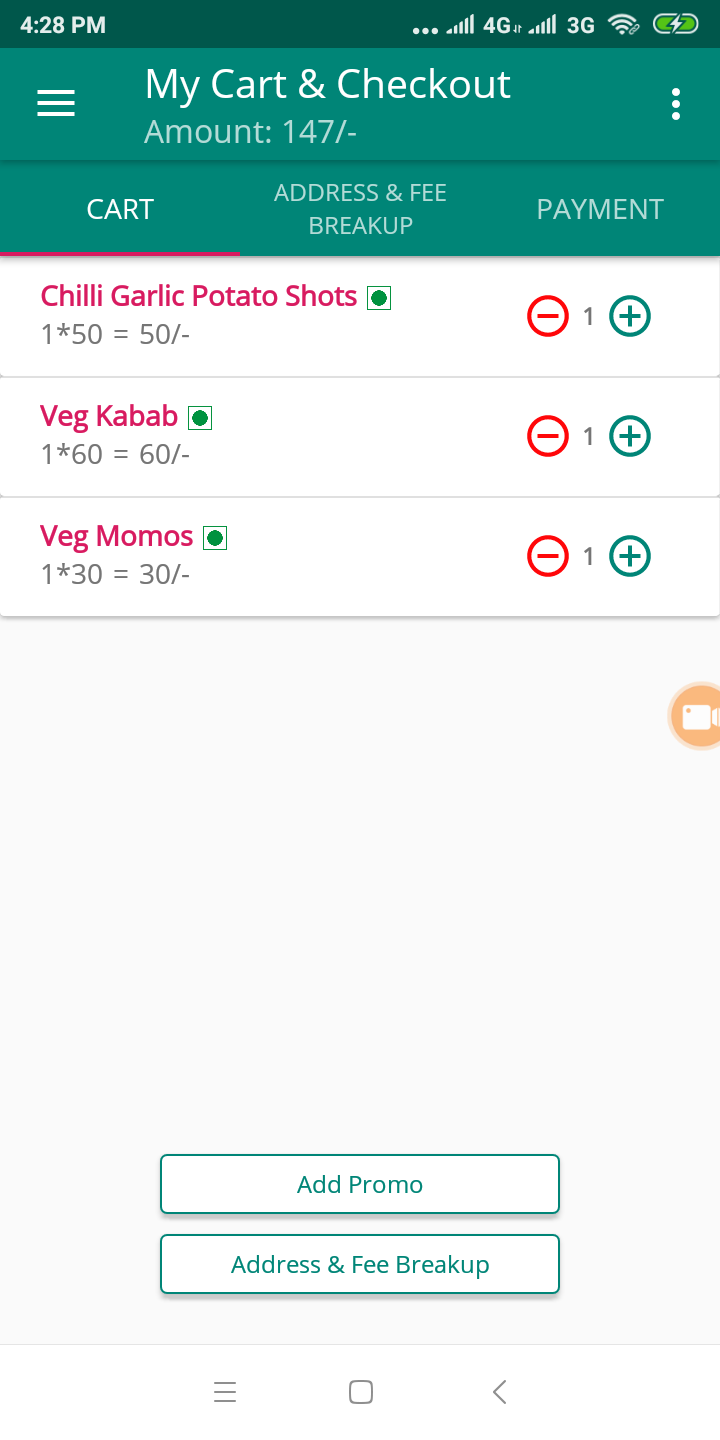 4:28 PM
4G
3G
My Cart & Checkout
Amount: 147/-
CART
ADDRESS & FEE
BREAKUP
PAYMENT
Chilli Garlic Potato Shots
1*50 = 50/-
1
Veg Kabab
1*60 = 60/-
1
Veg Momos
1*30 = 30/-
1
Add Promo
Address & Fee Breakup